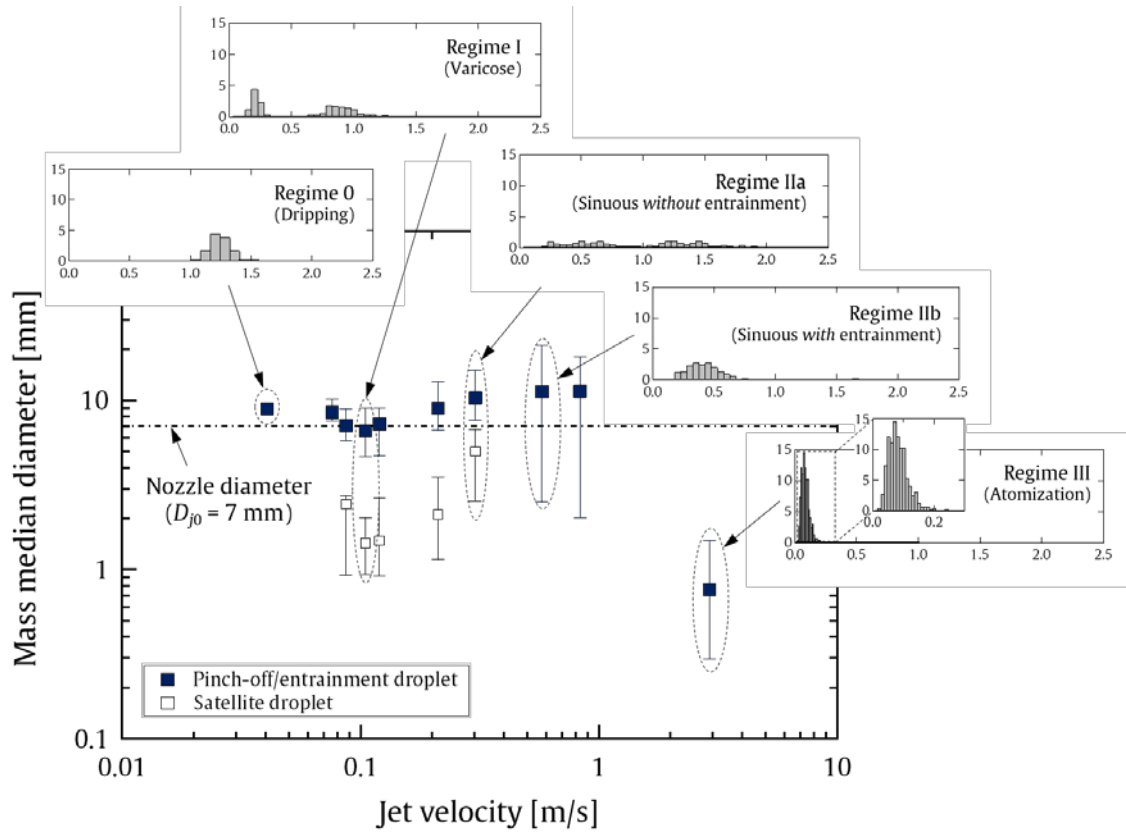 Regime I
(Varicose)
15
10
5
0
0.0 0.5 1.0 1.5 2.0 2.5
Regime 0
(Dripping)
15
10
5
0
0.0 0.5 1.0 1.5 2.0 2.5
Regime IIa
(Sinuous without entrainment)
15
10
5
0
0.0 0.5 1.0 1.5 2.0 2.5
Regime IIb
(Sinuous with entrainment)
15
10
5
0
0.0 0.5 1.0 1.5 2.0 2.5
Regime III
(Atomization)
15
10
5
0
0.0 0.5 1.0 1.5 2.0 2.5
15
10
5
0
0.0 0.2
Mass median diameter [mm]
10
1
0.1
Nozzle diameter
(D_{j0} = 7 mm)
Pinch-off/entrainment droplet
Satellite droplet
0.01 0.1 1 10
Jet velocity [m/s]